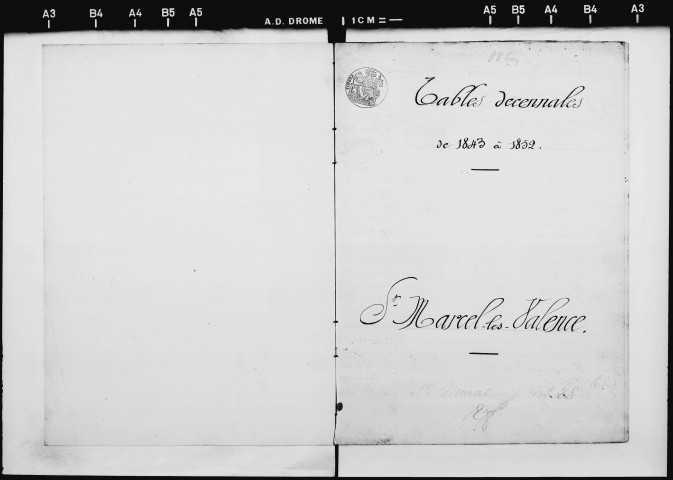 A3 B4 A4 B5 A5 A.D. DROME 1 CM = A5 B5 A4 B4 A3
Tables decennales
de 1843 à 1852.
St Marcel-les-Valence.